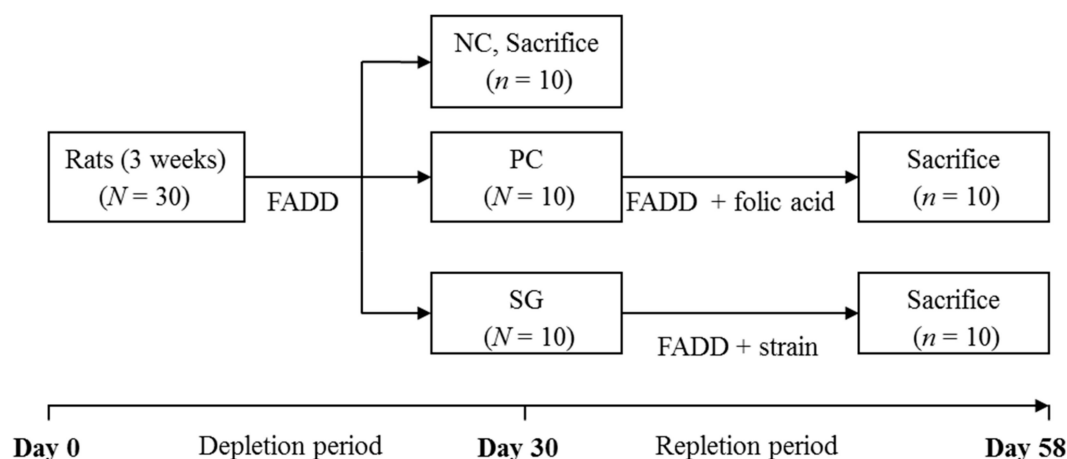 NC, Sacrifice
(n = 10)
Rats (3 weeks)
(N = 30)
FADD
PC
(N = 10)
FADD + folic acid
Sacrifice
(n = 10)
SG
(N = 10)
FADD + strain
Sacrifice
(n = 10)
Day 0
Depletion period
Day 30
Repletion period
Day 58